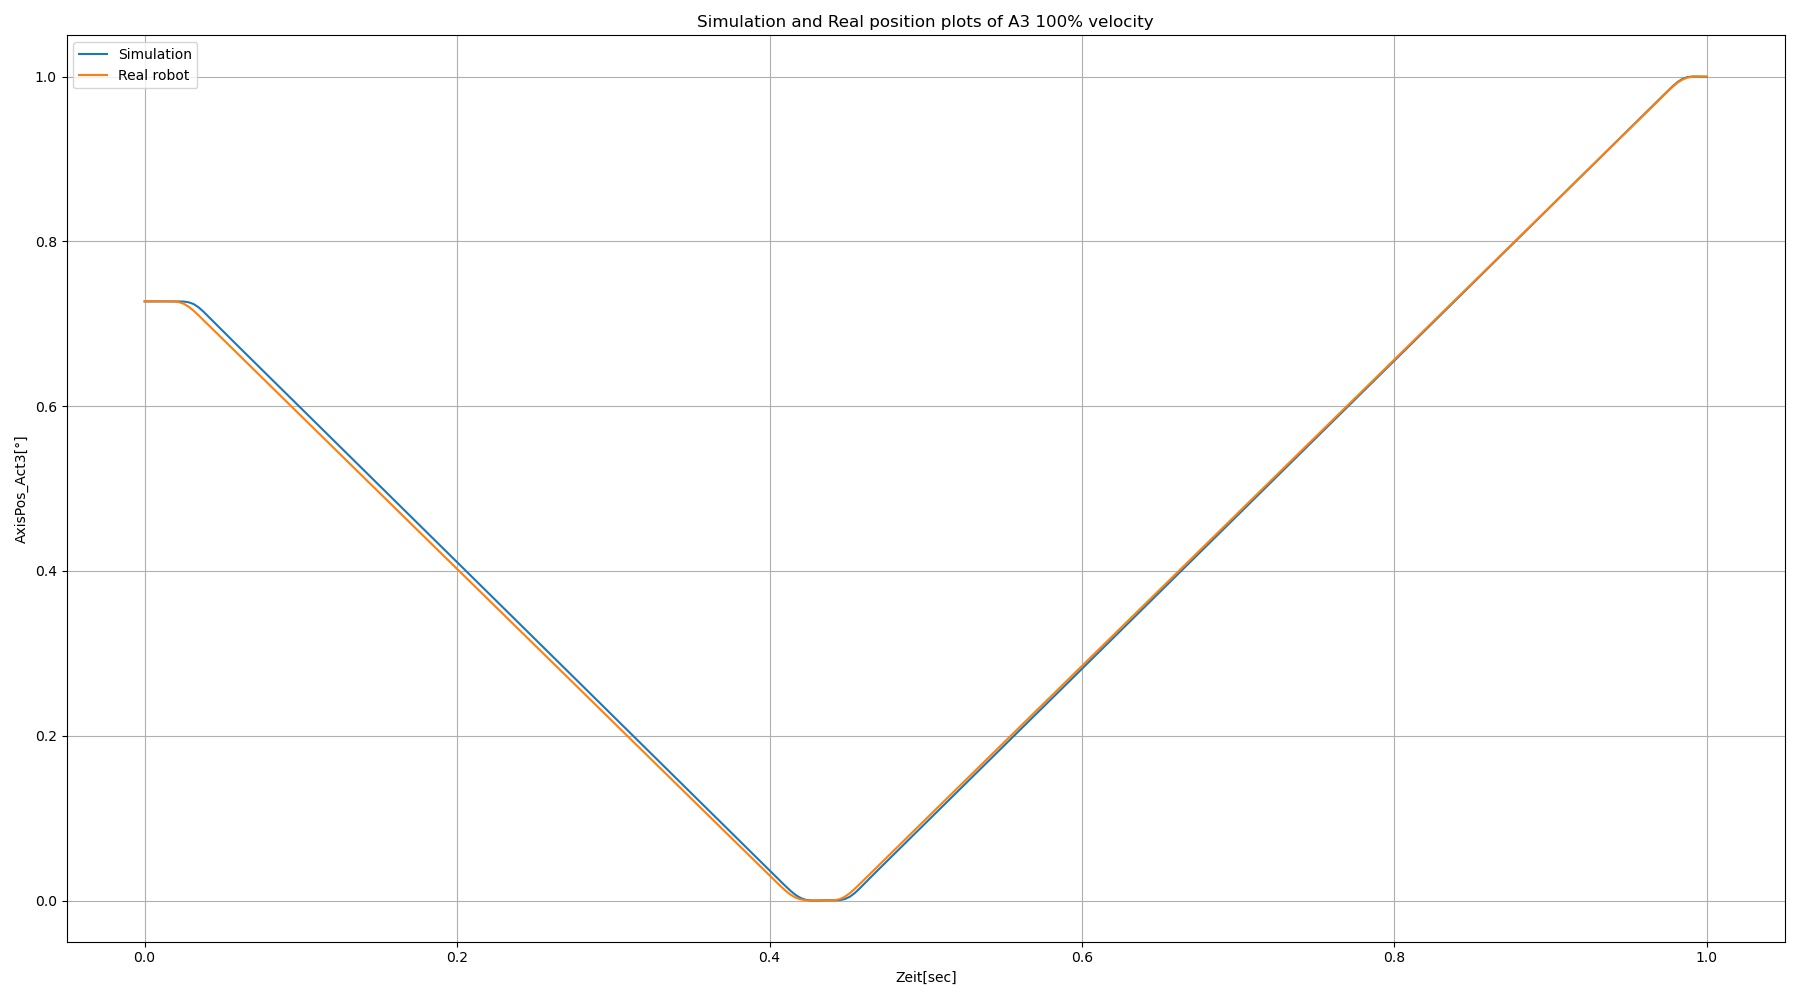 Simulation and Real position plots of A3 100% velocity
Simulation
Real robot
1.0
0.8
0.6
0.4
0.2
0.0
AxisPos_Act3[°]
0.0 0.2 0.4 0.6 0.8 1.0
Zeit[sec]